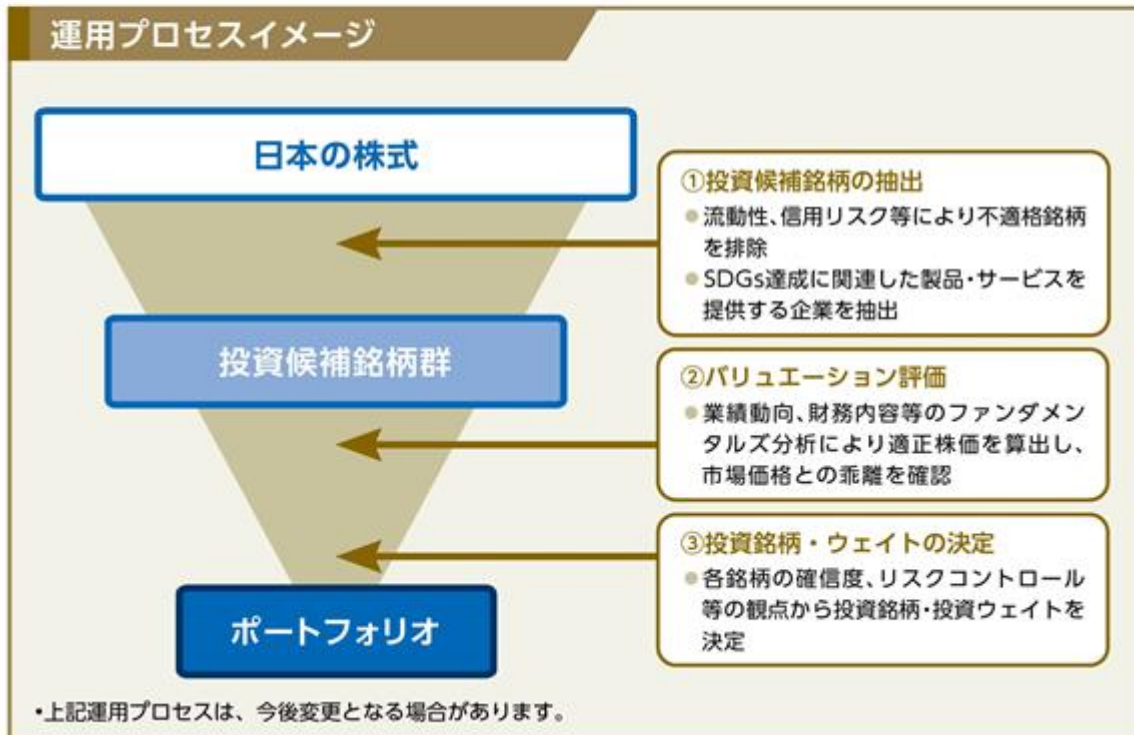 運用プロセスイメージ
日本の株式
①投資候補銘柄の抽出
●流動性、信用リスク等により不適格銘柄
を排除
●SDGs達成に関連した製品・サービスを
提供する企業を抽出
投資候補銘柄群
②バリュエーション評価
●業績動向、財務内容等のファンダメン
タルズ分析により適正株価を算出し、
市場価格との乖離を確認
③投資銘柄・ウェイトの決定
●各銘柄の確信度、リスクコントロール
等の観点から投資銘柄・投資ウェイトを
決定
ポートフォリオ
•上記運用プロセスは、今後変更となる場合があります。